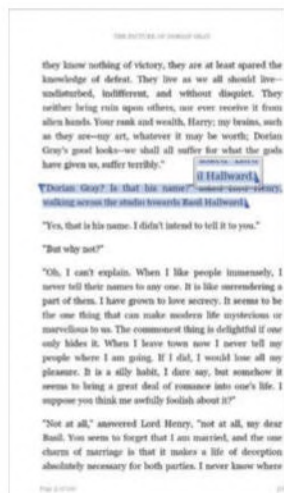 THE PICTURE OF DORIAN GRAY
they know nothing of victory, they are at least spared the
knowledge of defeat. They live as we all should live—
undisturbed, indifferent, and without disquiet. They
neither bring ruin upon others, nor ever receive it from
alien hands. Your rank and wealth, Harry; my brains, such
as they are—my art, whatever it may be worth; Dorian
Gray's good looks—we shall all suffer for what the gods
have given us, suffer terribly."
il Hallward.
"Dorian Gray? Is that his name?" asked Lord Henry,
walking across the studio towards Basil Hallward.
"Yes, that is his name. I didn't intend to tell it to you."
"But why not?"
"Oh, I can't explain. When I like people immensely, I
never tell their names to any one. It is like surrendering a
part of them. I have grown to love secrecy. It seems to be
the one thing that can make modern life mysterious or
marvellous to us. The commonest thing is delightful if one
only hides it. When I leave town now I never tell my
people where I am going. If I did, I would lose all my
pleasure. It is a silly habit, I dare say, but somehow it
seems to bring a great deal of romance into one's life. I
suppose you think me awfully foolish about it?"
"Not at all," answered Lord Henry, "not at all, my dear
Basil. You seem to forget that I am married, and the one
charm of marriage is that it makes a life of deception
absolutely necessary for both parties. I never know where